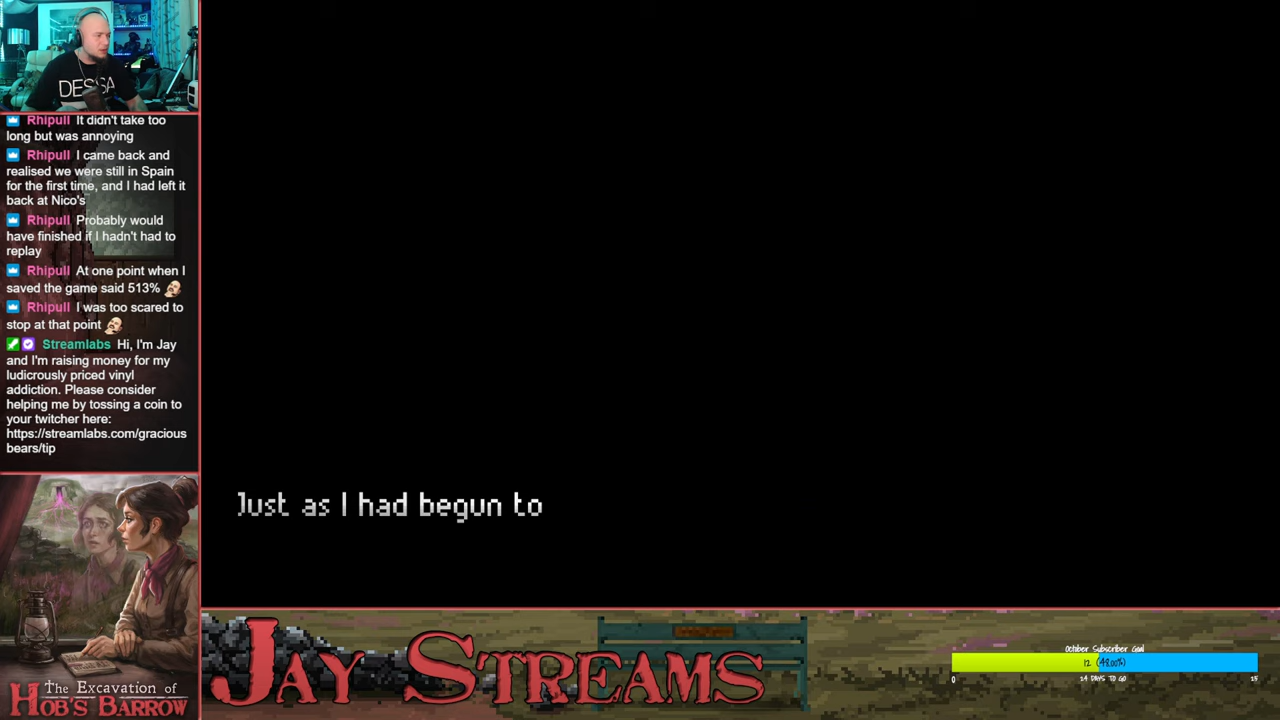 DESSA
Rhipull It didn't take too
long but was annoying
Rhipull I came back and
realised we were still in Spain
for the first time, and I had left it
back at Nico's
Rhipull Probably would
have finished if I hadn't had to
replay
Rhipull At one point when I
saved the game said 513%
Rhipull I was too scared to
stop at that point
Streamlabs Hi, I'm Jay
and I'm raising money for my
ludicrously priced vinyl
addiction. Please consider
helping me by tossing a coin to
your twitcher here:
https://streamlabs.com/gracious
bears/tip
Just as I had begun to
The Excavation of
HOB'S BARROW
JAY STREAMS
October Subscriber Goal
12 (48.00%)
0
25
14 DAYS TO GO